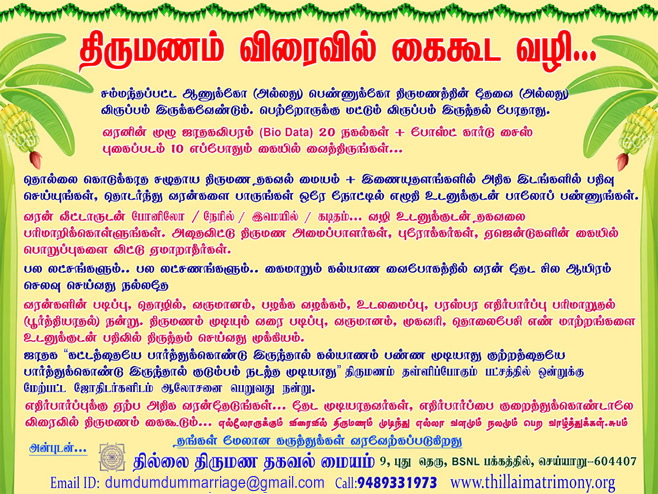 திருமணம் விரைவில் கைகூட வழி...
சம்மந்தப்பட்ட ஆணுக்கோ (அல்லது) பெண்ணுக்கோ திருமணத்தின் தேவை (அல்லது)
விருப்பம் இருக்கவேண்டும். பெற்றோருக்கு மட்டும் விருப்பம் இருத்தல் போதாது.
வரனின் முழு ஜாதகவிபரம் (Bio Data) 20 நகல்கள் + போஸ்ட் கார்டு சைஸ்
புகைப்படம் 10 எப்போதும் கையில் வைத்திருங்கள்...
தொல்லை கொடுக்காத சமுதாய திருமண தகவல் மையம் + இணையதளங்களில் அதிக இடங்களில் பதிவு
செய்யுங்கள், தொடர்ந்து வரன்களை பாருங்கள் ஒரே நோட்டில் எழுதி உடனுக்குடன் பாலோப் பண்ணுங்கள்.
வரன் வீட்டாருடன் போனிலோ / நேரில் / இமெயில் / கடிதம்... வழி உடனுக்குடன் தகவலை
பரிமாறிக்கொள்ளுங்கள். அதைவிட்டு திருமண அமைப்பாளர்கள், புரோக்கர்கள், ஏஜென்டுகளின் கையில்
பொறுப்புகளை விட்டு ஏமாறாதீர்கள்.
பல லட்சங்களும்.. பல லட்சணங்களும்.. கைமாறும் கல்யாண வைபோகத்தில் வரன் தேட சில ஆயிரம்
செலவு செய்வது நல்லதே
வரன்களின் படிப்பு, தொழில், வருமானம், பழக்க வழக்கம், உடலமைப்பு, பரஸ்பர எதிர்பார்ப்பு பரிமாறுதல்
(பூர்த்தியாதல்) நன்று. திருமணம் முடியும் வரை படிப்பு, வருமானம், முகவரி, தொலைபேசி எண் மாற்றங்களை
உடனுக்குடன் பதிவில் திருத்தம் செய்வது முக்கியம்.
ஜாதக “கட்டத்தையே பார்த்துக்கொண்டு இருந்தால் கல்யாணம் பண்ண முடியாது குற்றத்தையே
பார்த்துக்கொண்டு இருந்தால் குடும்பம் நடத்த முடியாது” திருமணம் தள்ளிப்போகும் பட்சத்தில் ஒன்றுக்கு
மேற்பட்ட ஜோதிடர்களிடம் ஆலோசனை பெறுவது நன்று.
எதிர்பார்ப்புக்கு ஏற்ப அதிக வரன்தேடுங்கள்... தேட முடியாதவர்கள், எதிர்பார்ப்பை குறைத்துக்கொண்டாலே
விரைவில் திருமணம் கைகூடும்... எல்லோருக்கும் விரைவில் திருமணம் முடிந்து எல்லா வளமும் நலமும் பெற வாழ்த்துக்கள்.சுபம்
தங்கள் மேலான கருத்துக்கள் வரவேற்கப்படுகிறது
அன்புடன்... தில்லை திருமண தகவல் மையம் 9, புது தெரு, BSNL பக்கத்தில், செய்யாறு-604407
Email ID: dumdumdummarriage@gmail.com Call:9489331973 www.thillaimatrimony.org